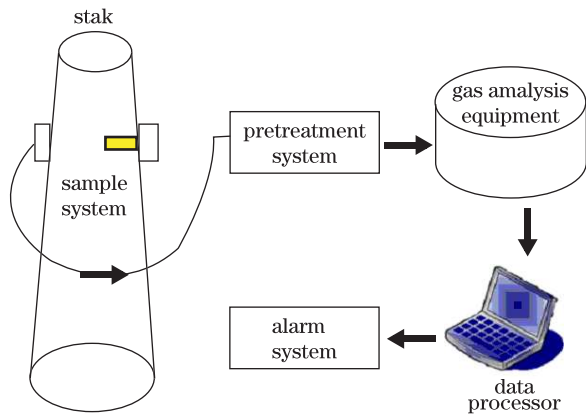 stak
sample
system
pretreatment
system
gas amalysis
equipment
data
processor
alarm
system